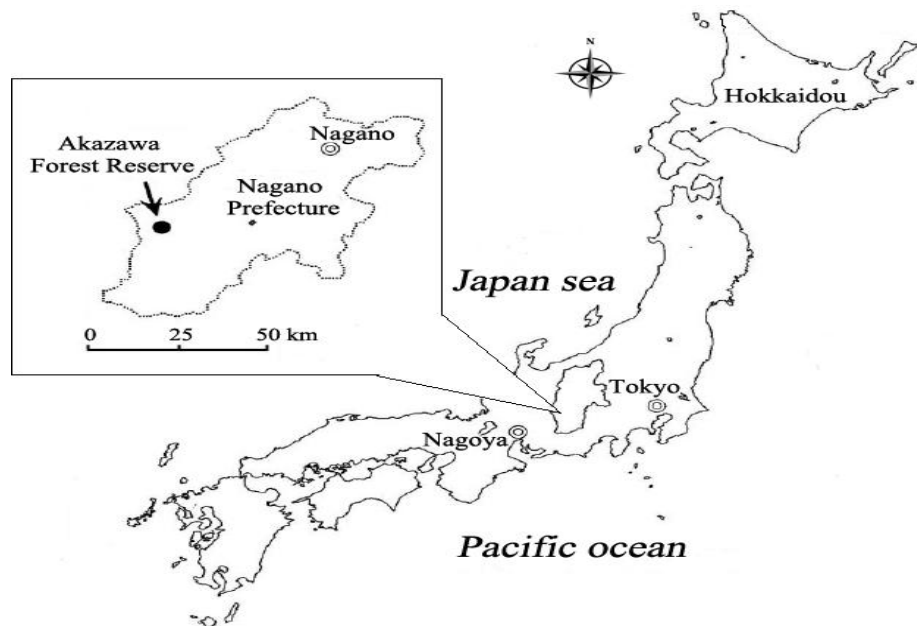 N
Hokkaidou
Nagano
Akazawa
Forest Reserve
Nagano
Prefecture
Japan sea
0 25 50 km
Tokyo
Nagoya
Pacific ocean